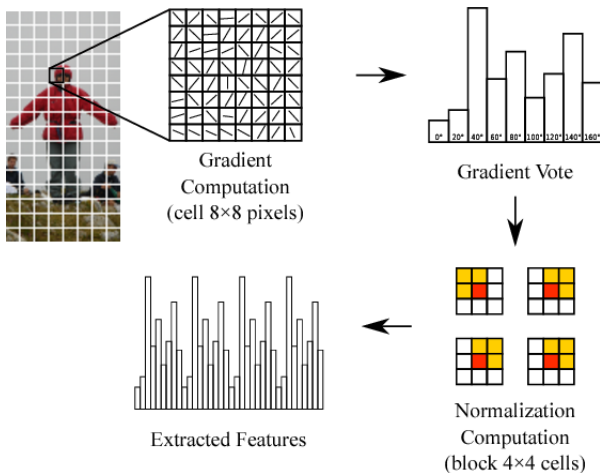 Gradient
Computation
(cell 8×8 pixels)
0° 20° 40° 60° 80° 100° 120° 140° 160°
Gradient Vote
Normalization
Computation
(block 4×4 cells)
Extracted Features